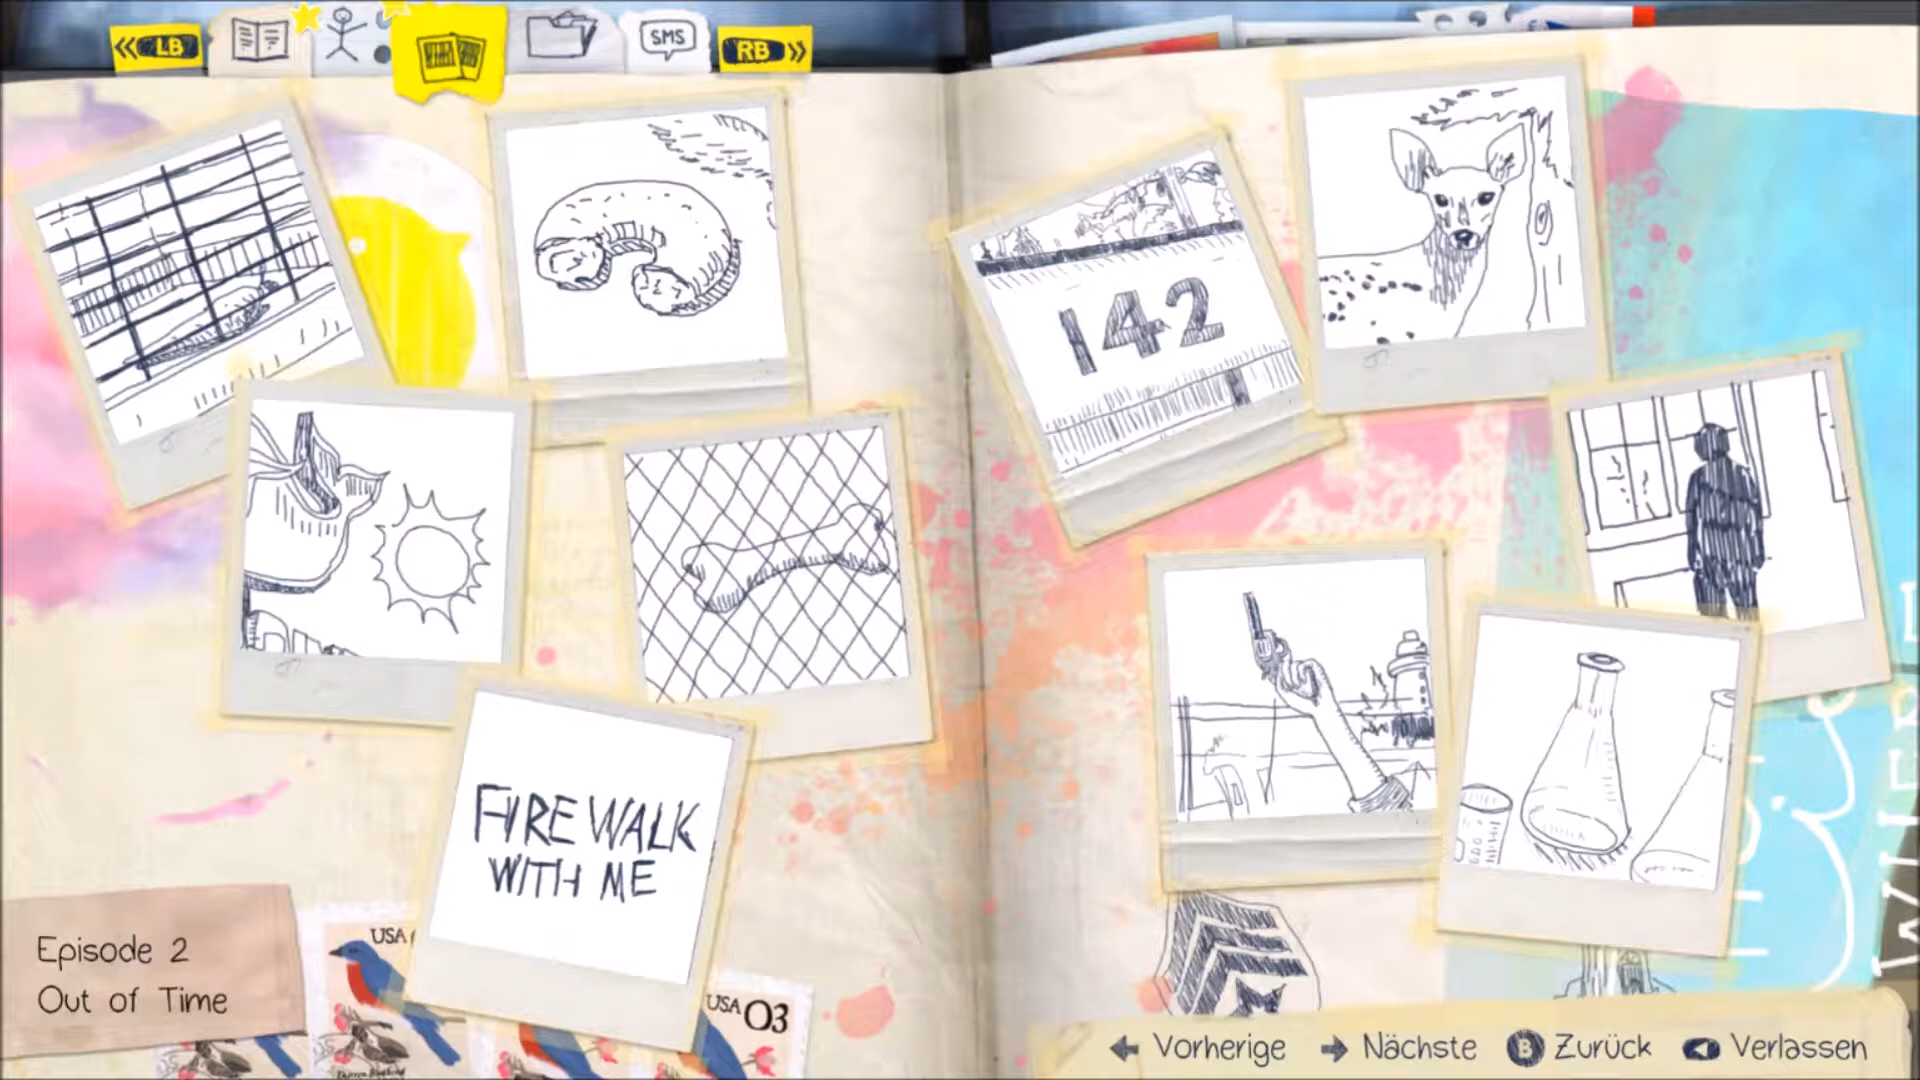 LB
SMS
RB
142
FIRE WALK
WITH ME
Episode 2
Out of Time
USA
USA 03
WIERE
Vorherige
Nächste
B Zurück
Verlassen